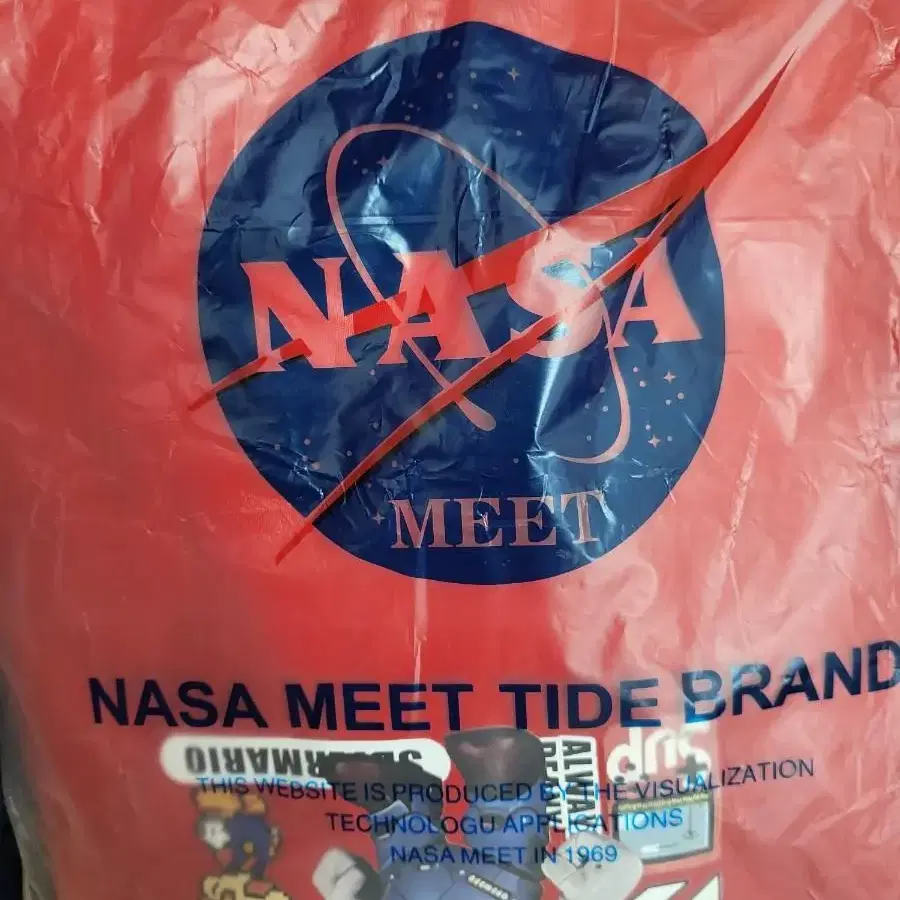 NASA
MEET
NASA MEET TIDE BRAND
SUPERMARIO
THIS WEBSITE IS PRODUCED BY THE VISUALIZATION
TECHNOLOGU APPLICATIONS
NASA MEET IN 1969